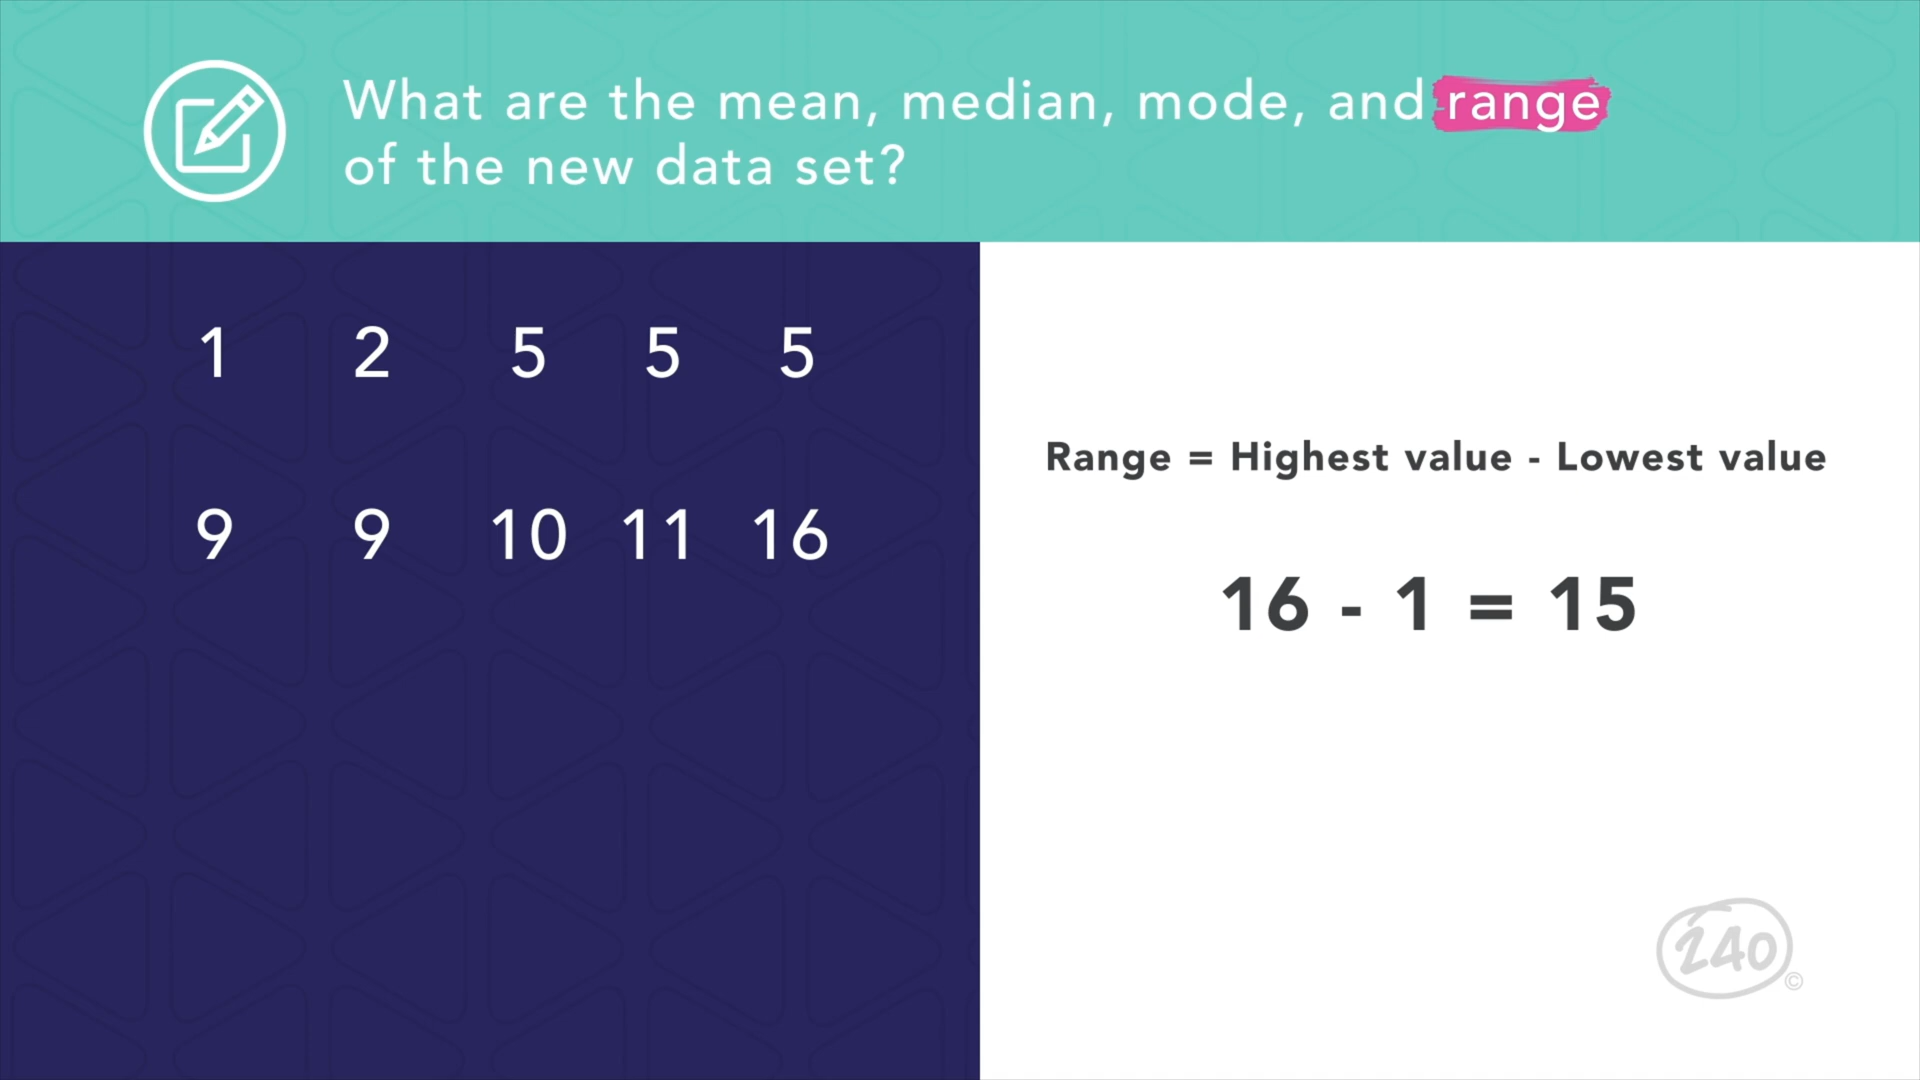 What are the mean, median, mode, and range
of the new data set?
1 2 5 5 5
9 9 10 11 16
Range = Highest value - Lowest value
16 - 1 = 15
240 ©